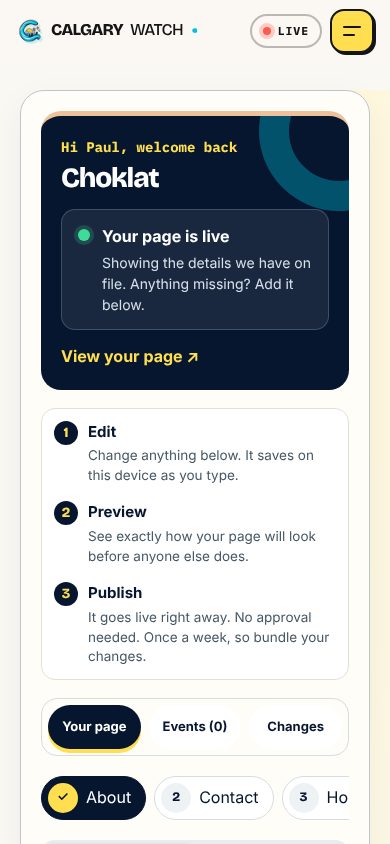 CALGARY WATCH
LIVE
Hi Paul, welcome back
Choklat
Your page is live
Showing the details we have on
file. Anything missing? Add it
below.
View your page ↗
1 Edit
Change anything below. It saves on
this device as you type.
2 Preview
See exactly how your page will look
before anyone else does.
3 Publish
It goes live right away. No approval
needed. Once a week, so bundle your
changes.
Your page Events (0) Changes
✓ About 2 Contact 3 Ho